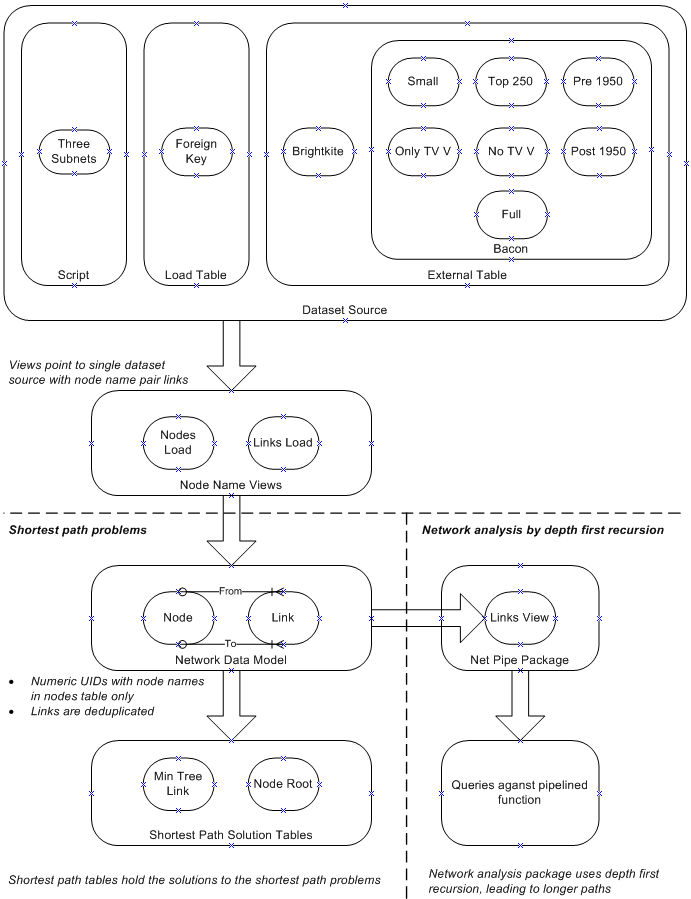 Small
Top 250
Pre 1950
Three
Subnets
Foreign
Key
Brightkite
Only TV V
No TV V
Post 1950
Full
Bacon
Script
Load Table
External Table
Dataset Source
Views point to single dataset
source with node name pair links
Nodes
Load
Links Load
Node Name Views
Shortest path problems
Network analysis by depth first recursion
From
Node
Link
To
Network Data Model
Links View
Net Pipe Package
• Numeric UIDs with node names
in nodes table only
• Links are deduplicated
Min Tree
Link
Node Root
Shortest Path Solution Tables
Queries aganst pipelined
function
Shortest path tables hold the solutions to the shortest path problems
Network analysis package uses depth first
recursion, leading to longer paths